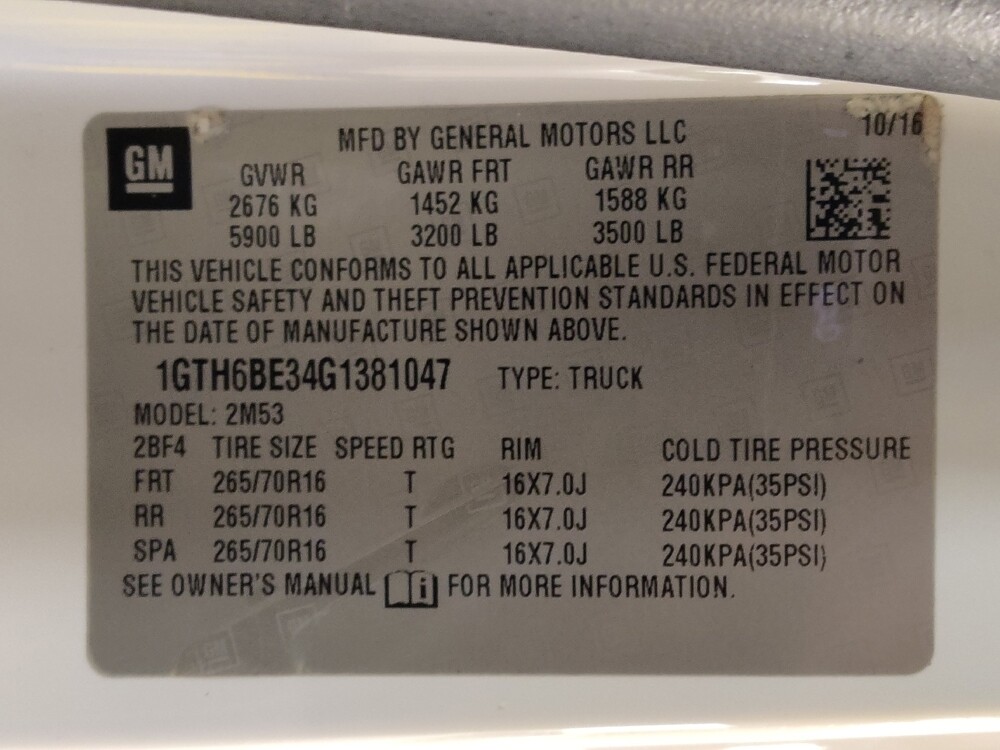 GM
MFD BY GENERAL MOTORS LLC
10/16
GVWR GAWR FRT GAWR RR
2676 KG 1452 KG 1588 KG
5900 LB 3200 LB 3500 LB
THIS VEHICLE CONFORMS TO ALL APPLICABLE U.S. FEDERAL MOTOR
VEHICLE SAFETY AND THEFT PREVENTION STANDARDS IN EFFECT ON
THE DATE OF MANUFACTURE SHOWN ABOVE.
1GTH6BE34G1381047 TYPE: TRUCK
MODEL: 2M53
2BF4 TIRE SIZE SPEED RTG RIM COLD TIRE PRESSURE
FRT 265/70R16 T 16X7.0J 240KPA(35PSI)
RR 265/70R16 T 16X7.0J 240KPA(35PSI)
SPA 265/70R16 T 16X7.0J 240KPA(35PSI)
SEE OWNER'S MANUAL i FOR MORE INFORMATION.